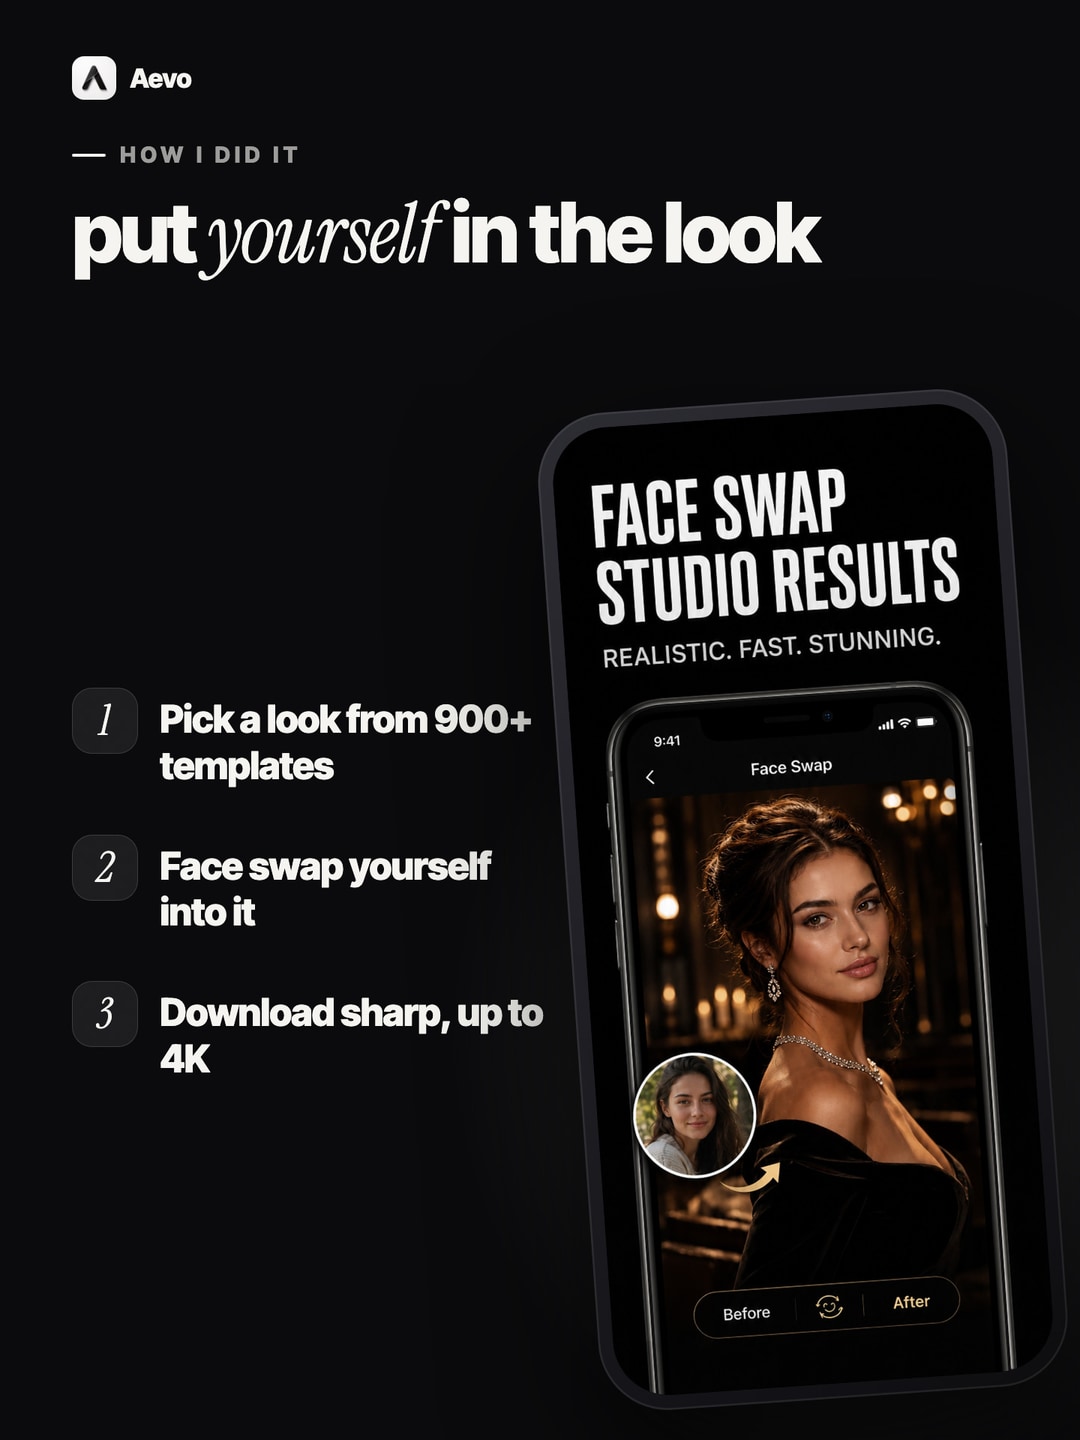 Aevo
HOW I DID IT
put yourself in the look
1
Pick a look from 900+
templates
2
Face swap yourself
into it
3
Download sharp, up to
4K
FACE SWAP
STUDIO RESULTS
REALISTIC. FAST. STUNNING.
9:41
Face Swap
Before
After